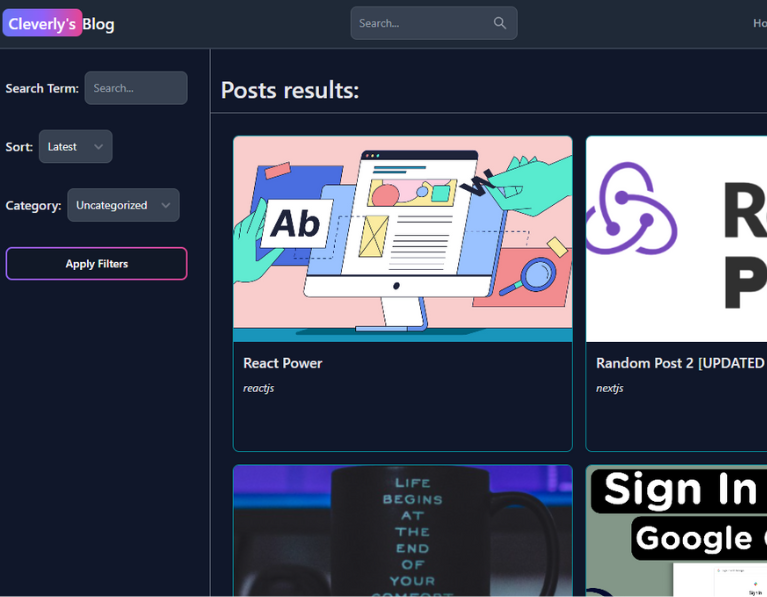 Cleverly's Blog
Search...
Ho
Search Term:
Search...
Sort:
Latest
Category:
Uncategorized
Apply Filters
Posts results:
Ab
W
R
P
React Power
reactjs
Random Post 2 [UPDATED
nextjs
LIFE
BEGINS
AT
THE
END
OF
YOUR
COMFORT
Sign In
Google
Sign In